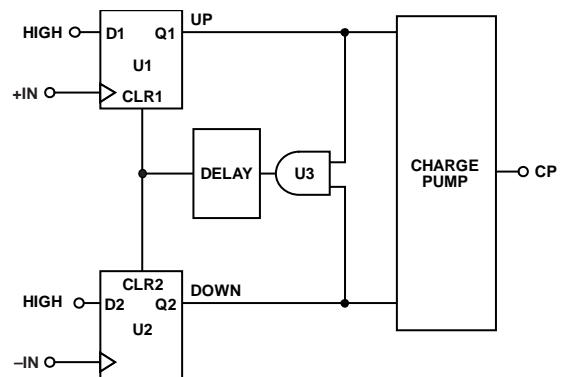 UP
HIGH
D1
Q1
U1
+IN
CLR1
DELAY
U3
CHARGE
PUMP
CP
CLR2
DOWN
HIGH
D2
Q2
U2
–IN